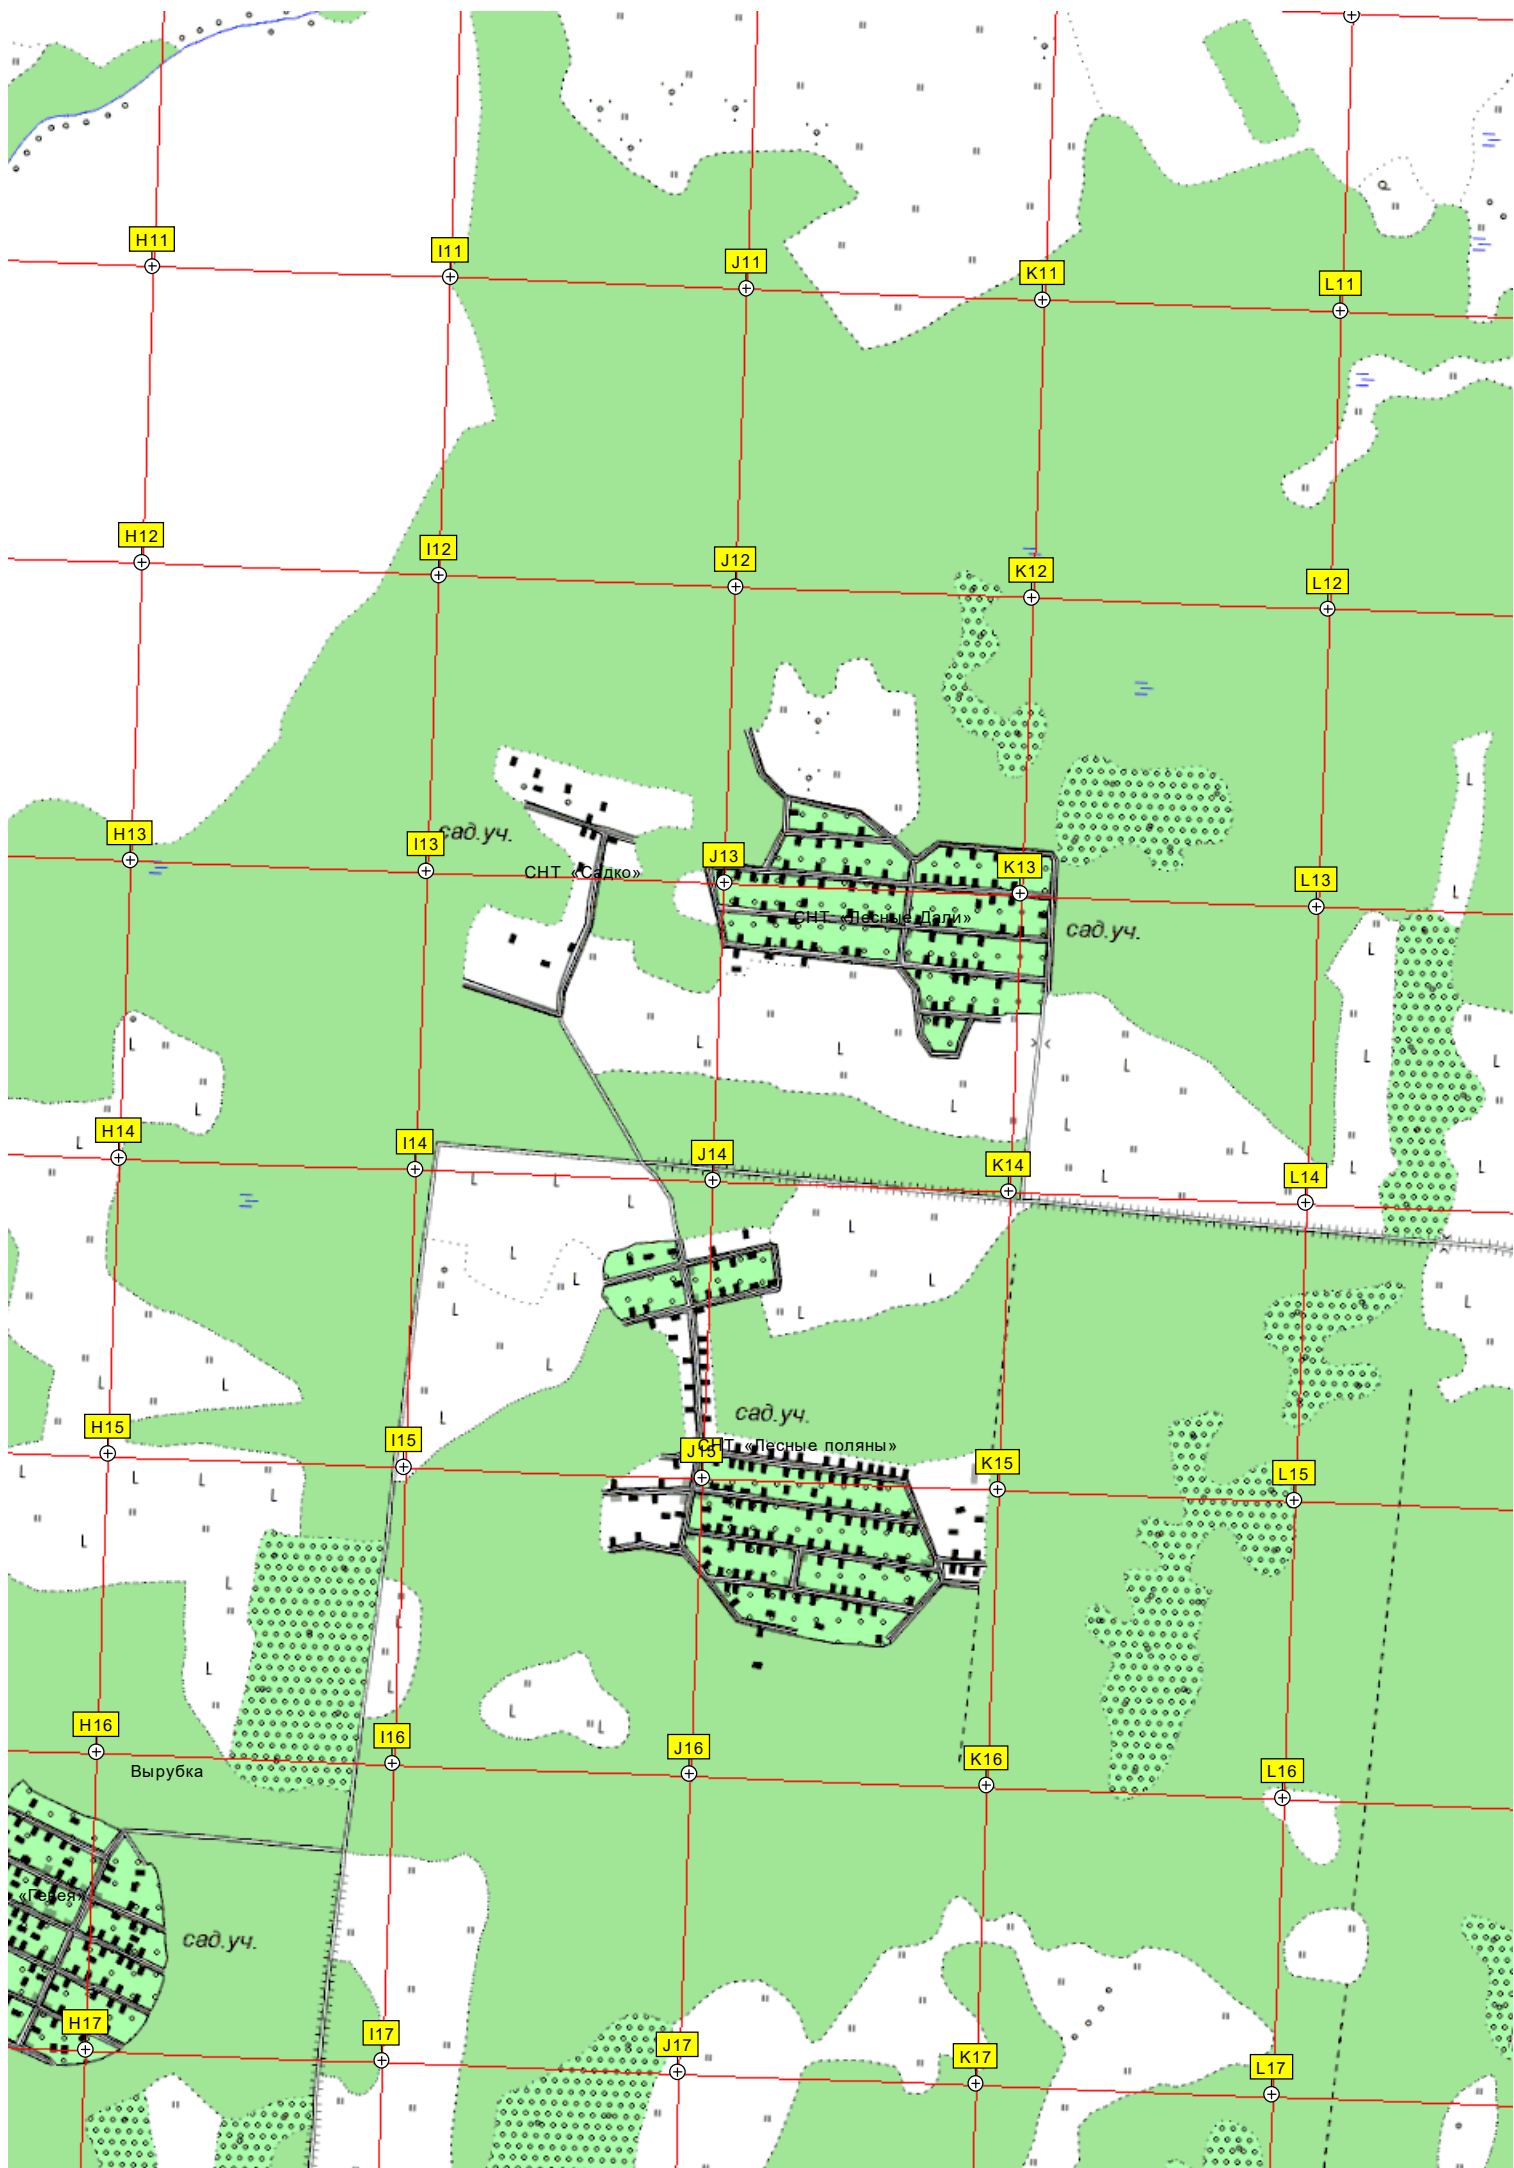 H11
I11
J11
K11
L11
H12
I12
J12
K12
L12
H13
I13
сад.уч.
СНТ «Садко»
J13
K13
L13
СНТ «Лесные Дали»
сад.уч.
H14
I14
J14
K14
L14
H15
I15
сад.уч.
J15
СНТ «Лесные поляны»
K15
L15
H16
I16
J16
K16
L16
Вырубка
«Гевея»
сад.уч.
H17
I17
J17
K17
L17